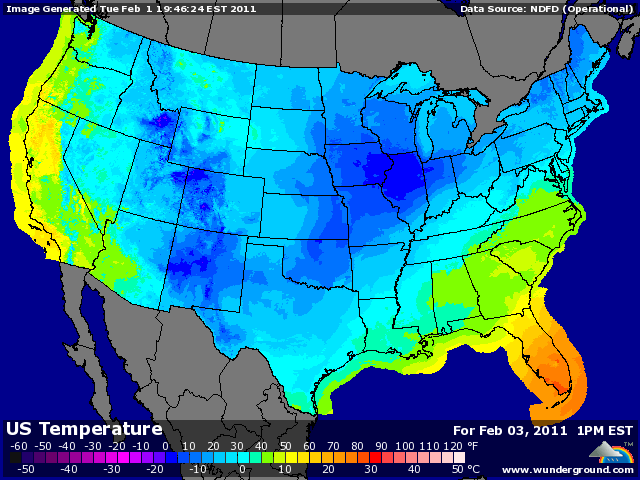 Image Generated Tue Feb 1 19:46:24 EST 2011 Data Source: NDFD (Operational)
US Temperature For Feb 03, 2011 1PM EST
-60 -50 -40 -30 -20 -10 0 10 20 30 40 50 60 70 80 90 100 110 120 °F
-50 -40 -30 -20 -10 0 10 20 30 40 50 °C
TM
www.wunderground.com